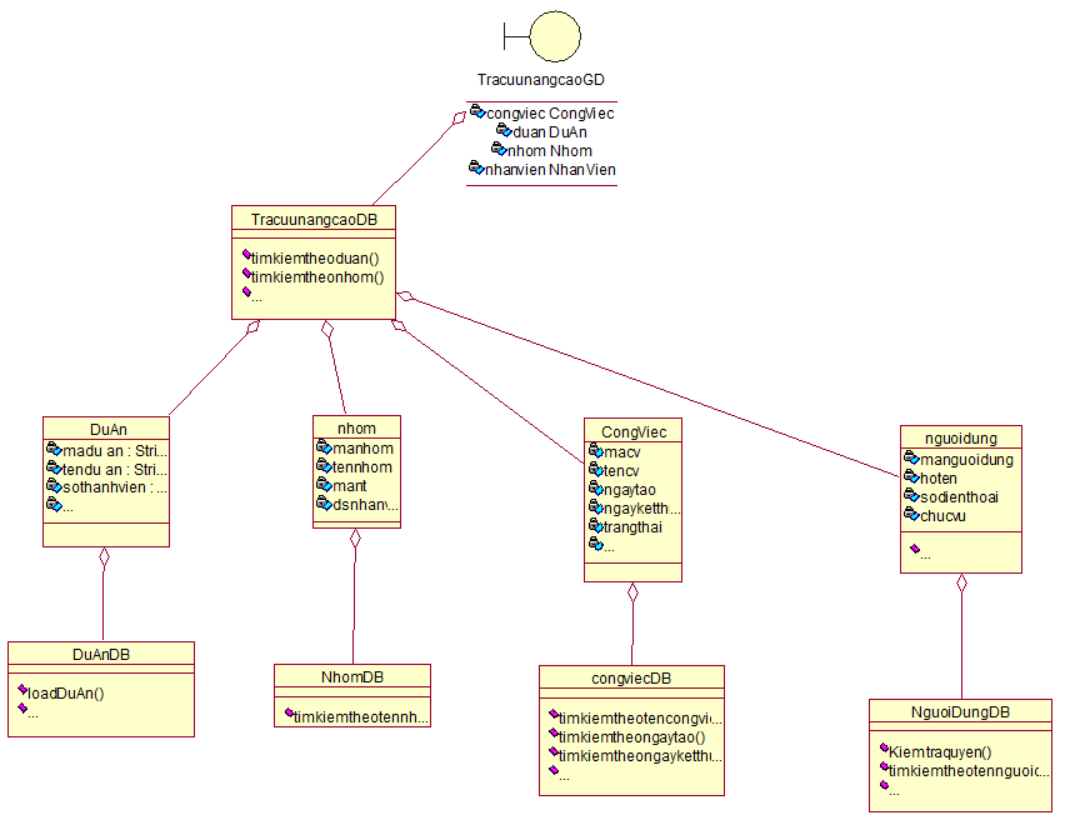 TracuunangcaoGD
congviec CongViec
duan DuAn
nhom Nhom
nhanvien NhanVien
TracuunangcaoDB
timkiemtheoduan()
timkiemtheonhom()
...
DuAn
madu an : Stri...
tendu an : Stri...
sothanhvien : ...
...
nhom
manhom
tennhom
mant
dsnhanv...
CongViec
macv
tencv
ngaytao
ngayketth...
trangthai
...
nguoidung
manguoidung
hoten
sodienthoai
chucvu
...
DuAnDB
loadDuAn()
...
NhomDB
timkiemtheotennh...
congviecDB
timkiemtheotencongvi...
timkiemtheongaytao()
timkiemtheongayketthu...
...
NguoiDungDB
Kiemtraquyen()
timkiemtheotennguoid...
...